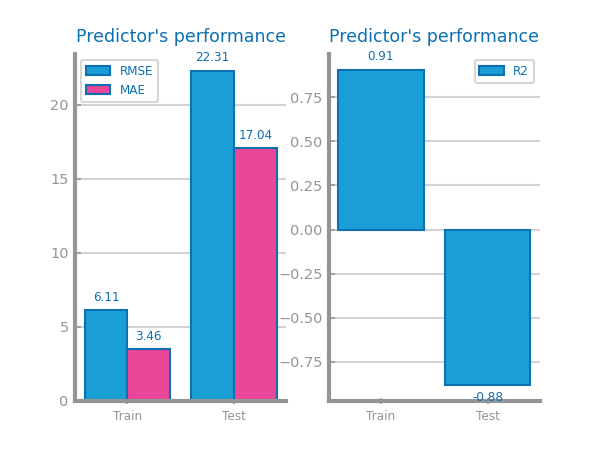 Predictor's performance
RMSE
MAE
22.31
17.04
6.11
3.46
20
15
10
5
0
Train
Test
Predictor's performance
R2
0.91
-0.88
0.75
0.50
0.25
0.00
−0.25
−0.50
−0.75
Train
Test